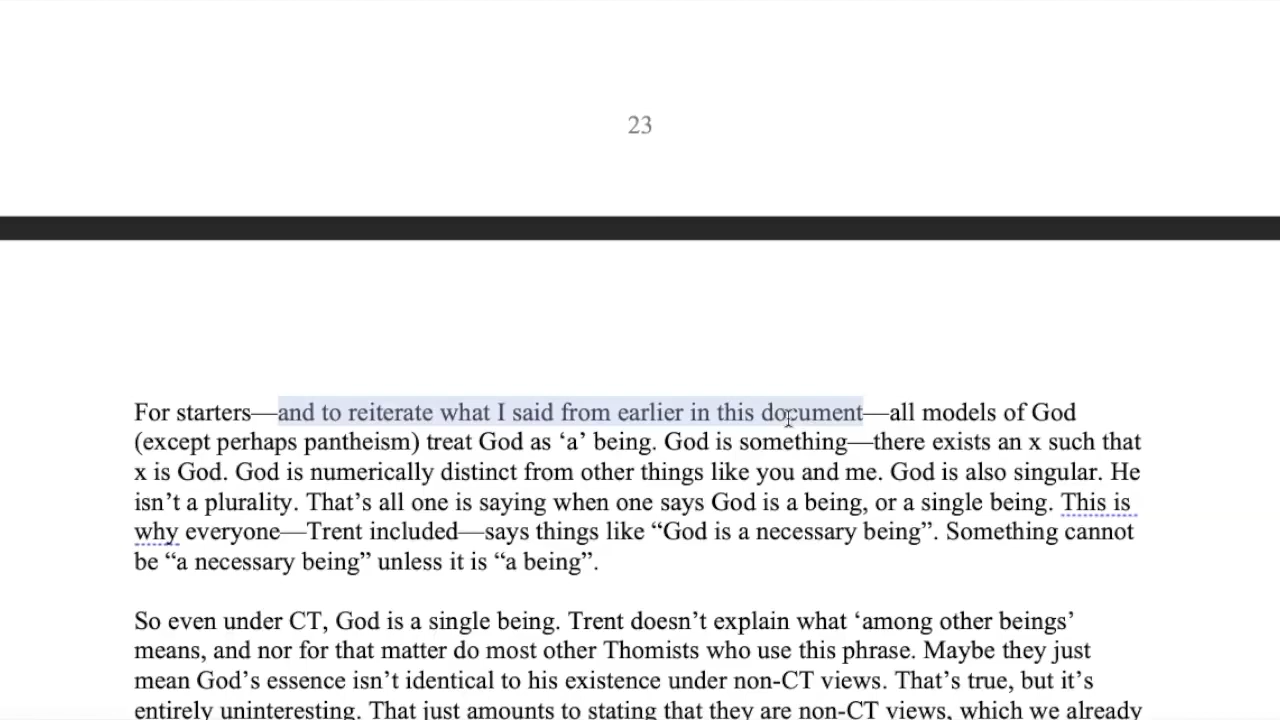 23
For starters—and to reiterate what I said from earlier in this document—all models of God
(except perhaps pantheism) treat God as ‘a’ being. God is something—there exists an x such that
x is God. God is numerically distinct from other things like you and me. God is also singular. He
isn’t a plurality. That’s all one is saying when one says God is a being, or a single being. This is
why everyone—Trent included—says things like “God is a necessary being”. Something cannot
be “a necessary being” unless it is “a being”.
So even under CT, God is a single being. Trent doesn’t explain what ‘among other beings’
means, and nor for that matter do most other Thomists who use this phrase. Maybe they just
mean God’s essence isn’t identical to his existence under non-CT views. That’s true, but it’s
entirely uninteresting. That just amounts to stating that they are non-CT views, which we already